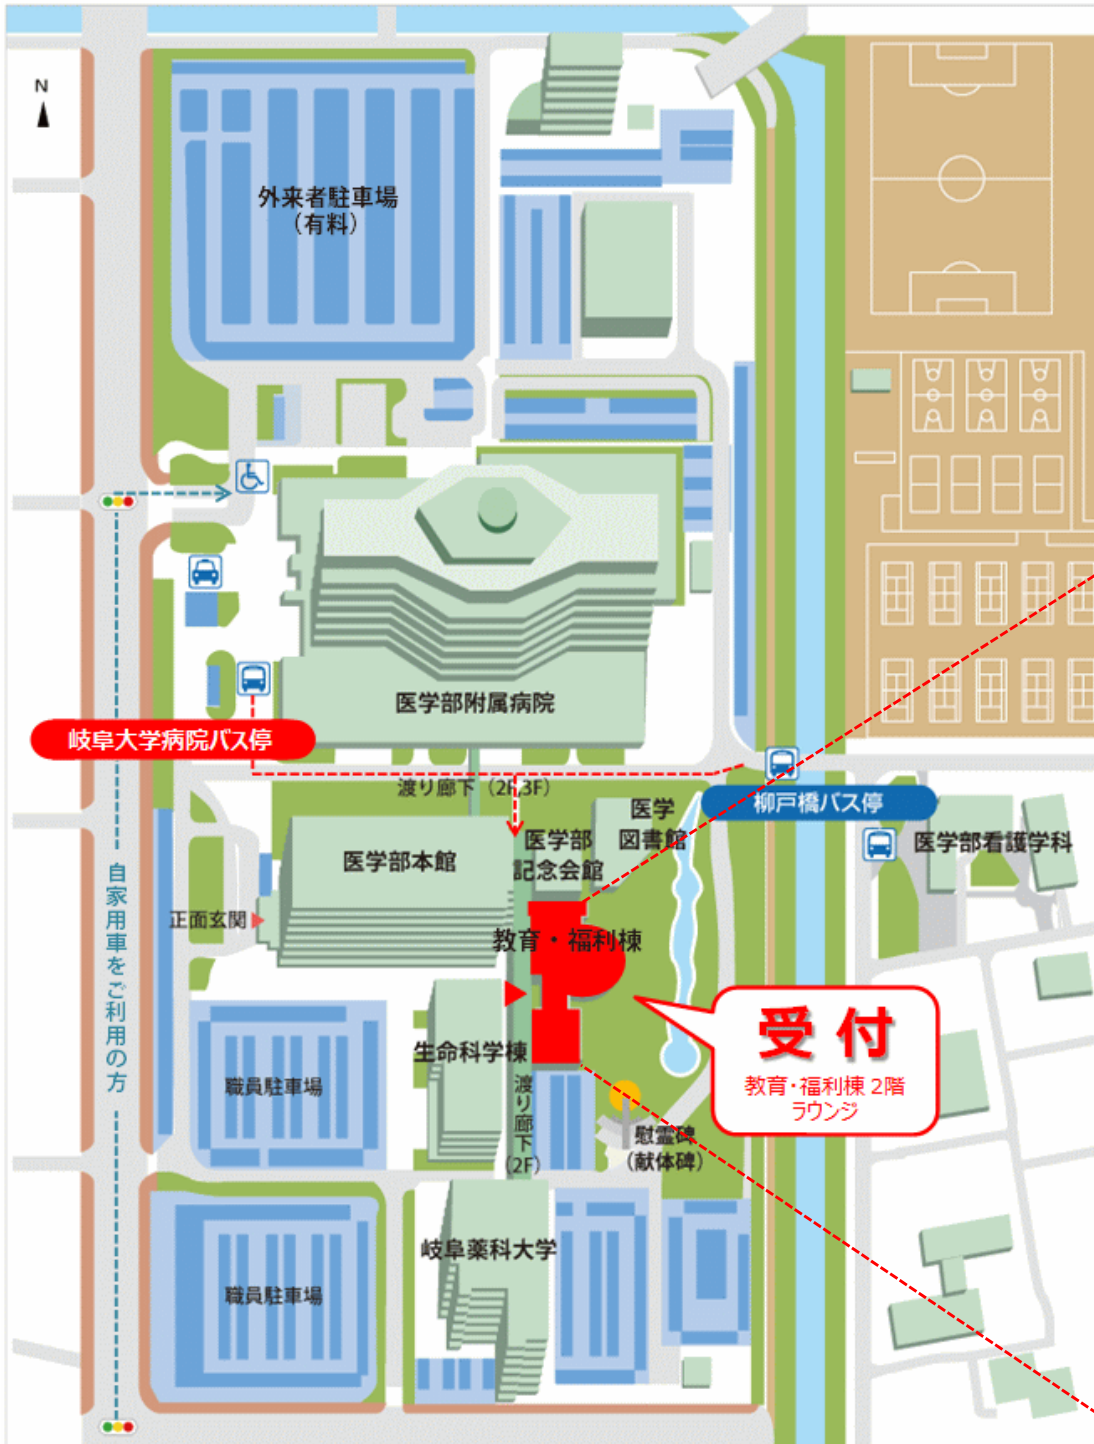 N
外来者駐車場
(有料)
医学部附属病院
岐阜大学病院バス停
渡り廊下(2F,3F)
柳戸橋バス停
医学
図書館
医学部
記念会館
医学部本館
医学部看護学科
自家用車をご利用の方
正面玄関
教育・福利棟
受付
教育・福利棟 2階
ラウンジ
生命科学棟
職員駐車場
渡り廊下
(2F)
慰霊碑
(献体碑)
岐阜薬科大学
職員駐車場